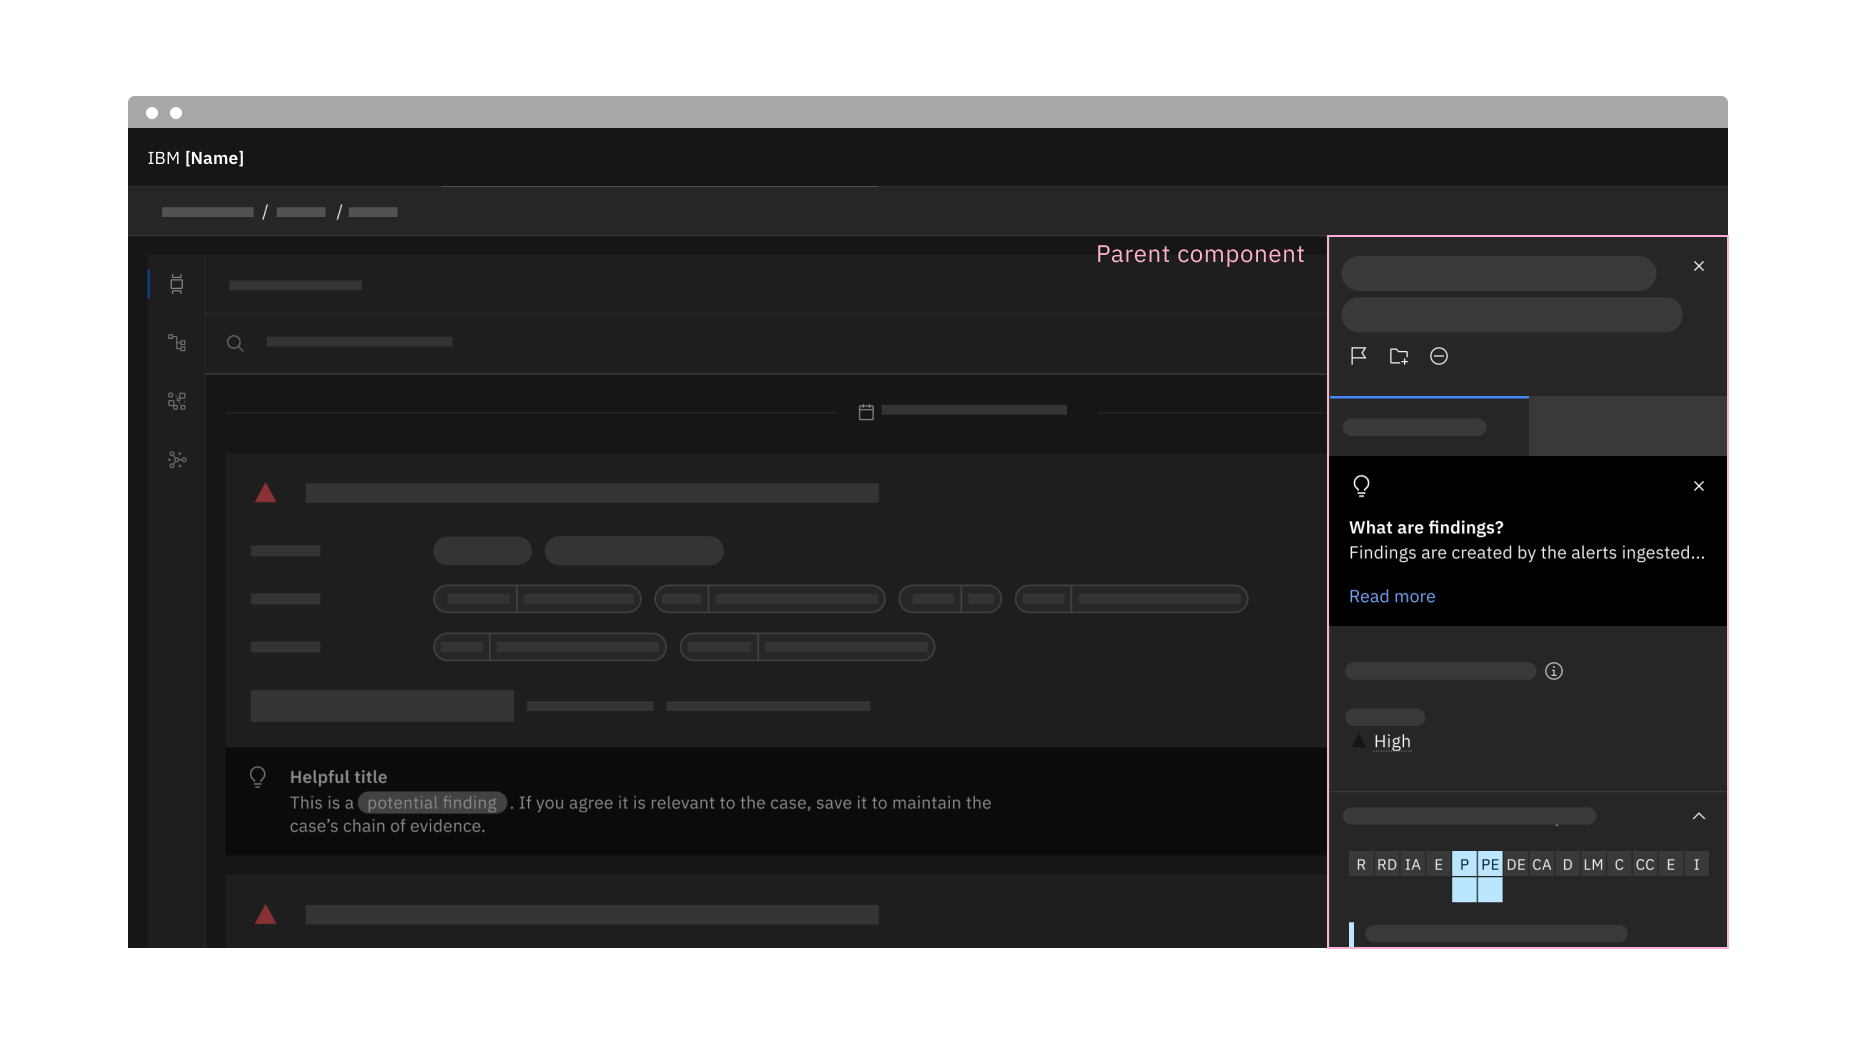 IBM [Name]
/ /
Parent component
What are findings?
Findings are created by the alerts ingested...
Read more
High
R RD IA E P PE DE CA D LM C CC E I
Helpful title
This is a potential finding . If you agree it is relevant to the case, save it to maintain the
case’s chain of evidence.